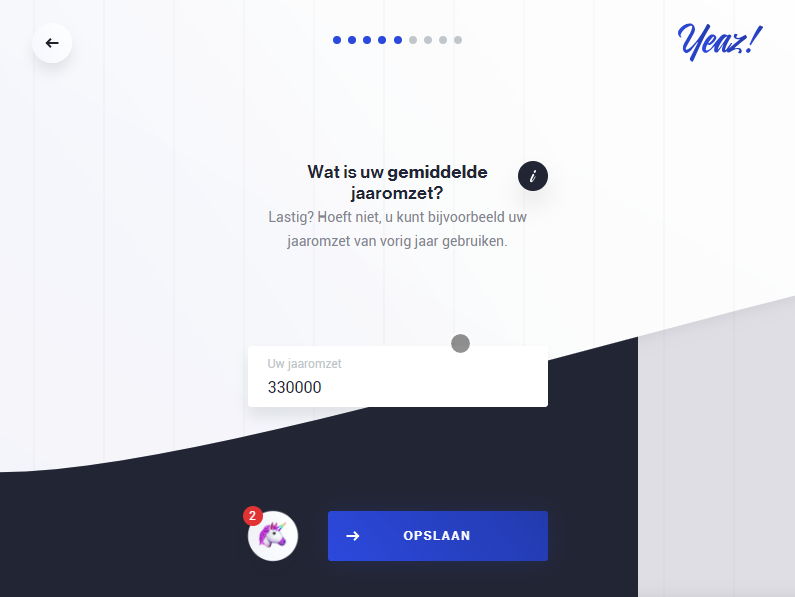 Yeaz!
Wat is uw gemiddelde
jaaromzet?
i
Lastig? Hoeft niet, u kunt bijvoorbeeld uw
jaaromzet van vorig jaar gebruiken.
Uw jaaromzet
330000
2
OPSLAAN